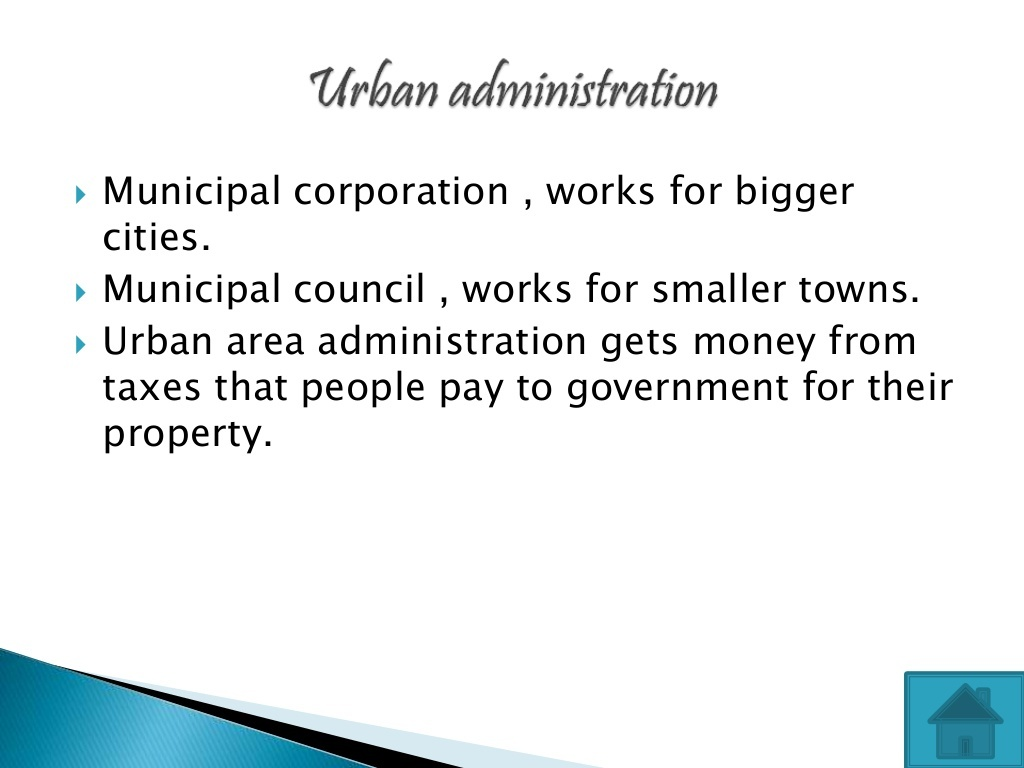 Urban administration
Municipal corporation , works for bigger
cities.
Municipal council , works for smaller towns.
Urban area administration gets money from
taxes that people pay to government for their
property.